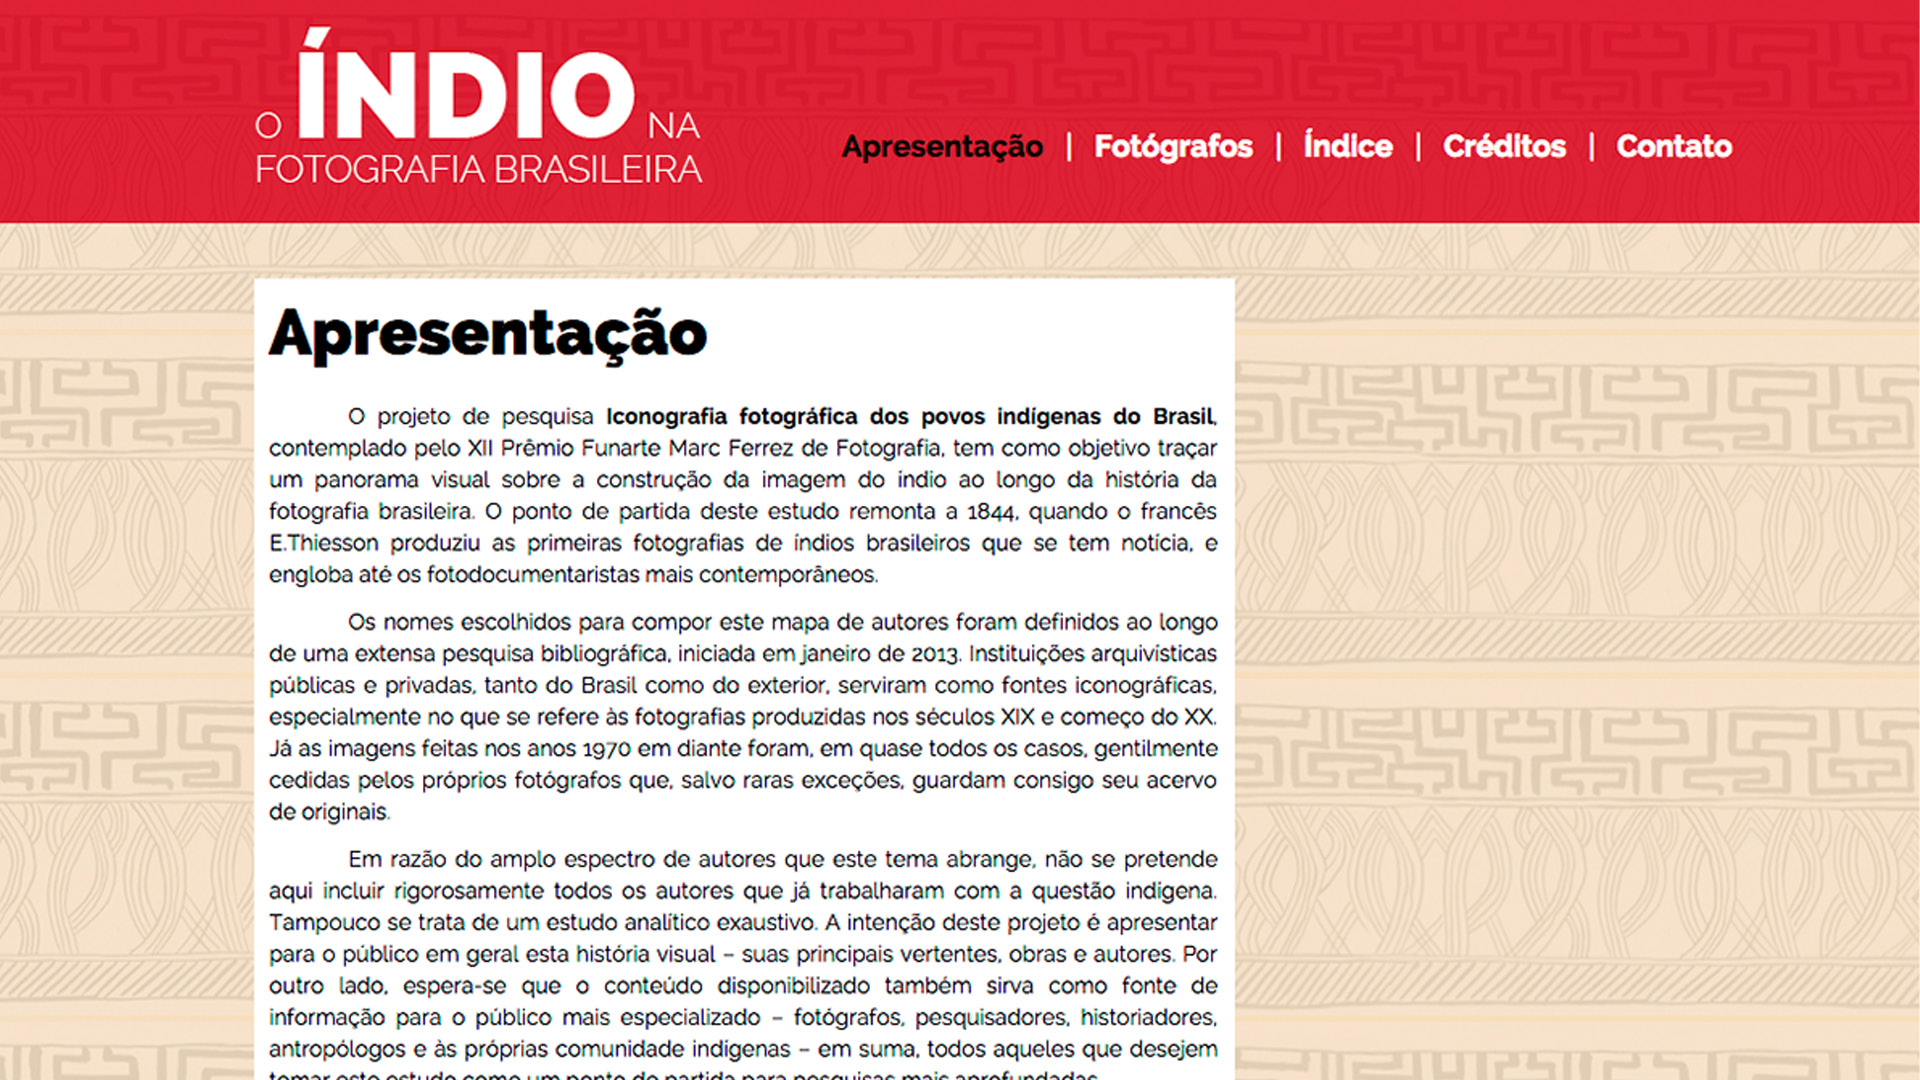 O ÍNDIO NA
FOTOGRAFIA BRASILEIRA
Apresentação | Fotógrafos | Índice | Créditos | Contato
Apresentação
O projeto de pesquisa Iconografia fotográfica dos povos indígenas do Brasil,
contemplado pelo XII Prêmio Funarte Marc Ferrez de Fotografia, tem como objetivo traçar
um panorama visual sobre a construção da imagem do índio ao longo da história da
fotografia brasileira. O ponto de partida deste estudo remonta a 1844, quando o francês
E.Thiesson produziu as primeiras fotografias de índios brasileiros que se tem notícia, e
engloba até os fotodocumentaristas mais contemporâneos.
Os nomes escolhidos para compor este mapa de autores foram definidos ao longo
de uma extensa pesquisa bibliográfica, iniciada em janeiro de 2013. Instituições arquivísticas
públicas e privadas, tanto do Brasil como do exterior, serviram como fontes iconográficas,
especialmente no que se refere às fotografias produzidas nos séculos XIX e começo do XX.
Já as imagens feitas nos anos 1970 em diante foram, em quase todos os casos, gentilmente
cedidas pelos próprios fotógrafos que, salvo raras exceções, guardam consigo seu acervo
de originais.
Em razão do amplo espectro de autores que este tema abrange, não se pretende
aqui incluir rigorosamente todos os autores que já trabalharam com a questão indígena.
Tampouco se trata de um estudo analítico exaustivo. A intenção deste projeto é apresentar
para o público em geral esta história visual – suas principais vertentes, obras e autores. Por
outro lado, espera-se que o conteúdo disponibilizado também sirva como fonte de
informação para o público mais especializado – fotógrafos, pesquisadores, historiadores,
antropólogos e às próprias comunidade indígenas – em suma, todos aqueles que desejem
tomar este estudo como um ponto de partida para pesquisas mais aprofundadas.